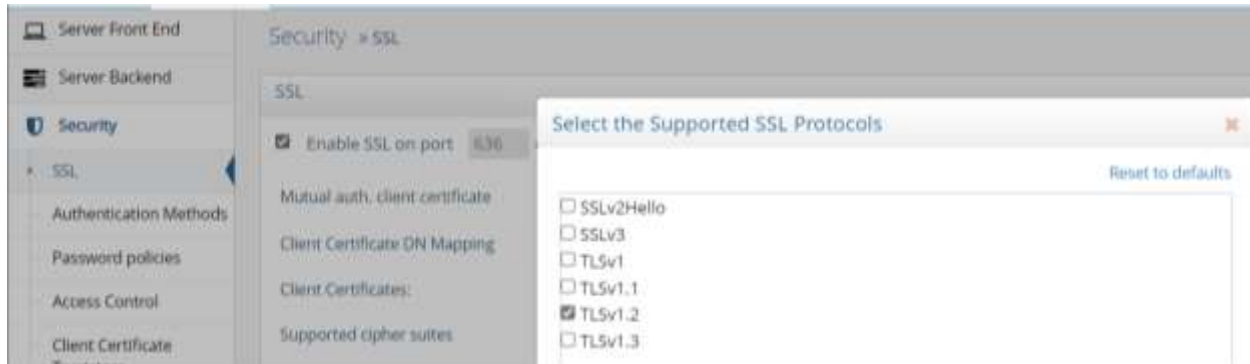 Server Front End
Server Backend
Security
SSL
Authentication Methods
Password policies
Access Control
Client Certificate
Security » SSL
SSL
Enable SSL on port 636
Mutual auth. client certificate
Client Certificate DN Mapping
Client Certificates:
Supported cipher suites
Select the Supported SSL Protocols
Reset to defaults
SSLv2Hello
SSLv3
TLSv1
TLSv1.1
TLSv1.2
TLSv1.3